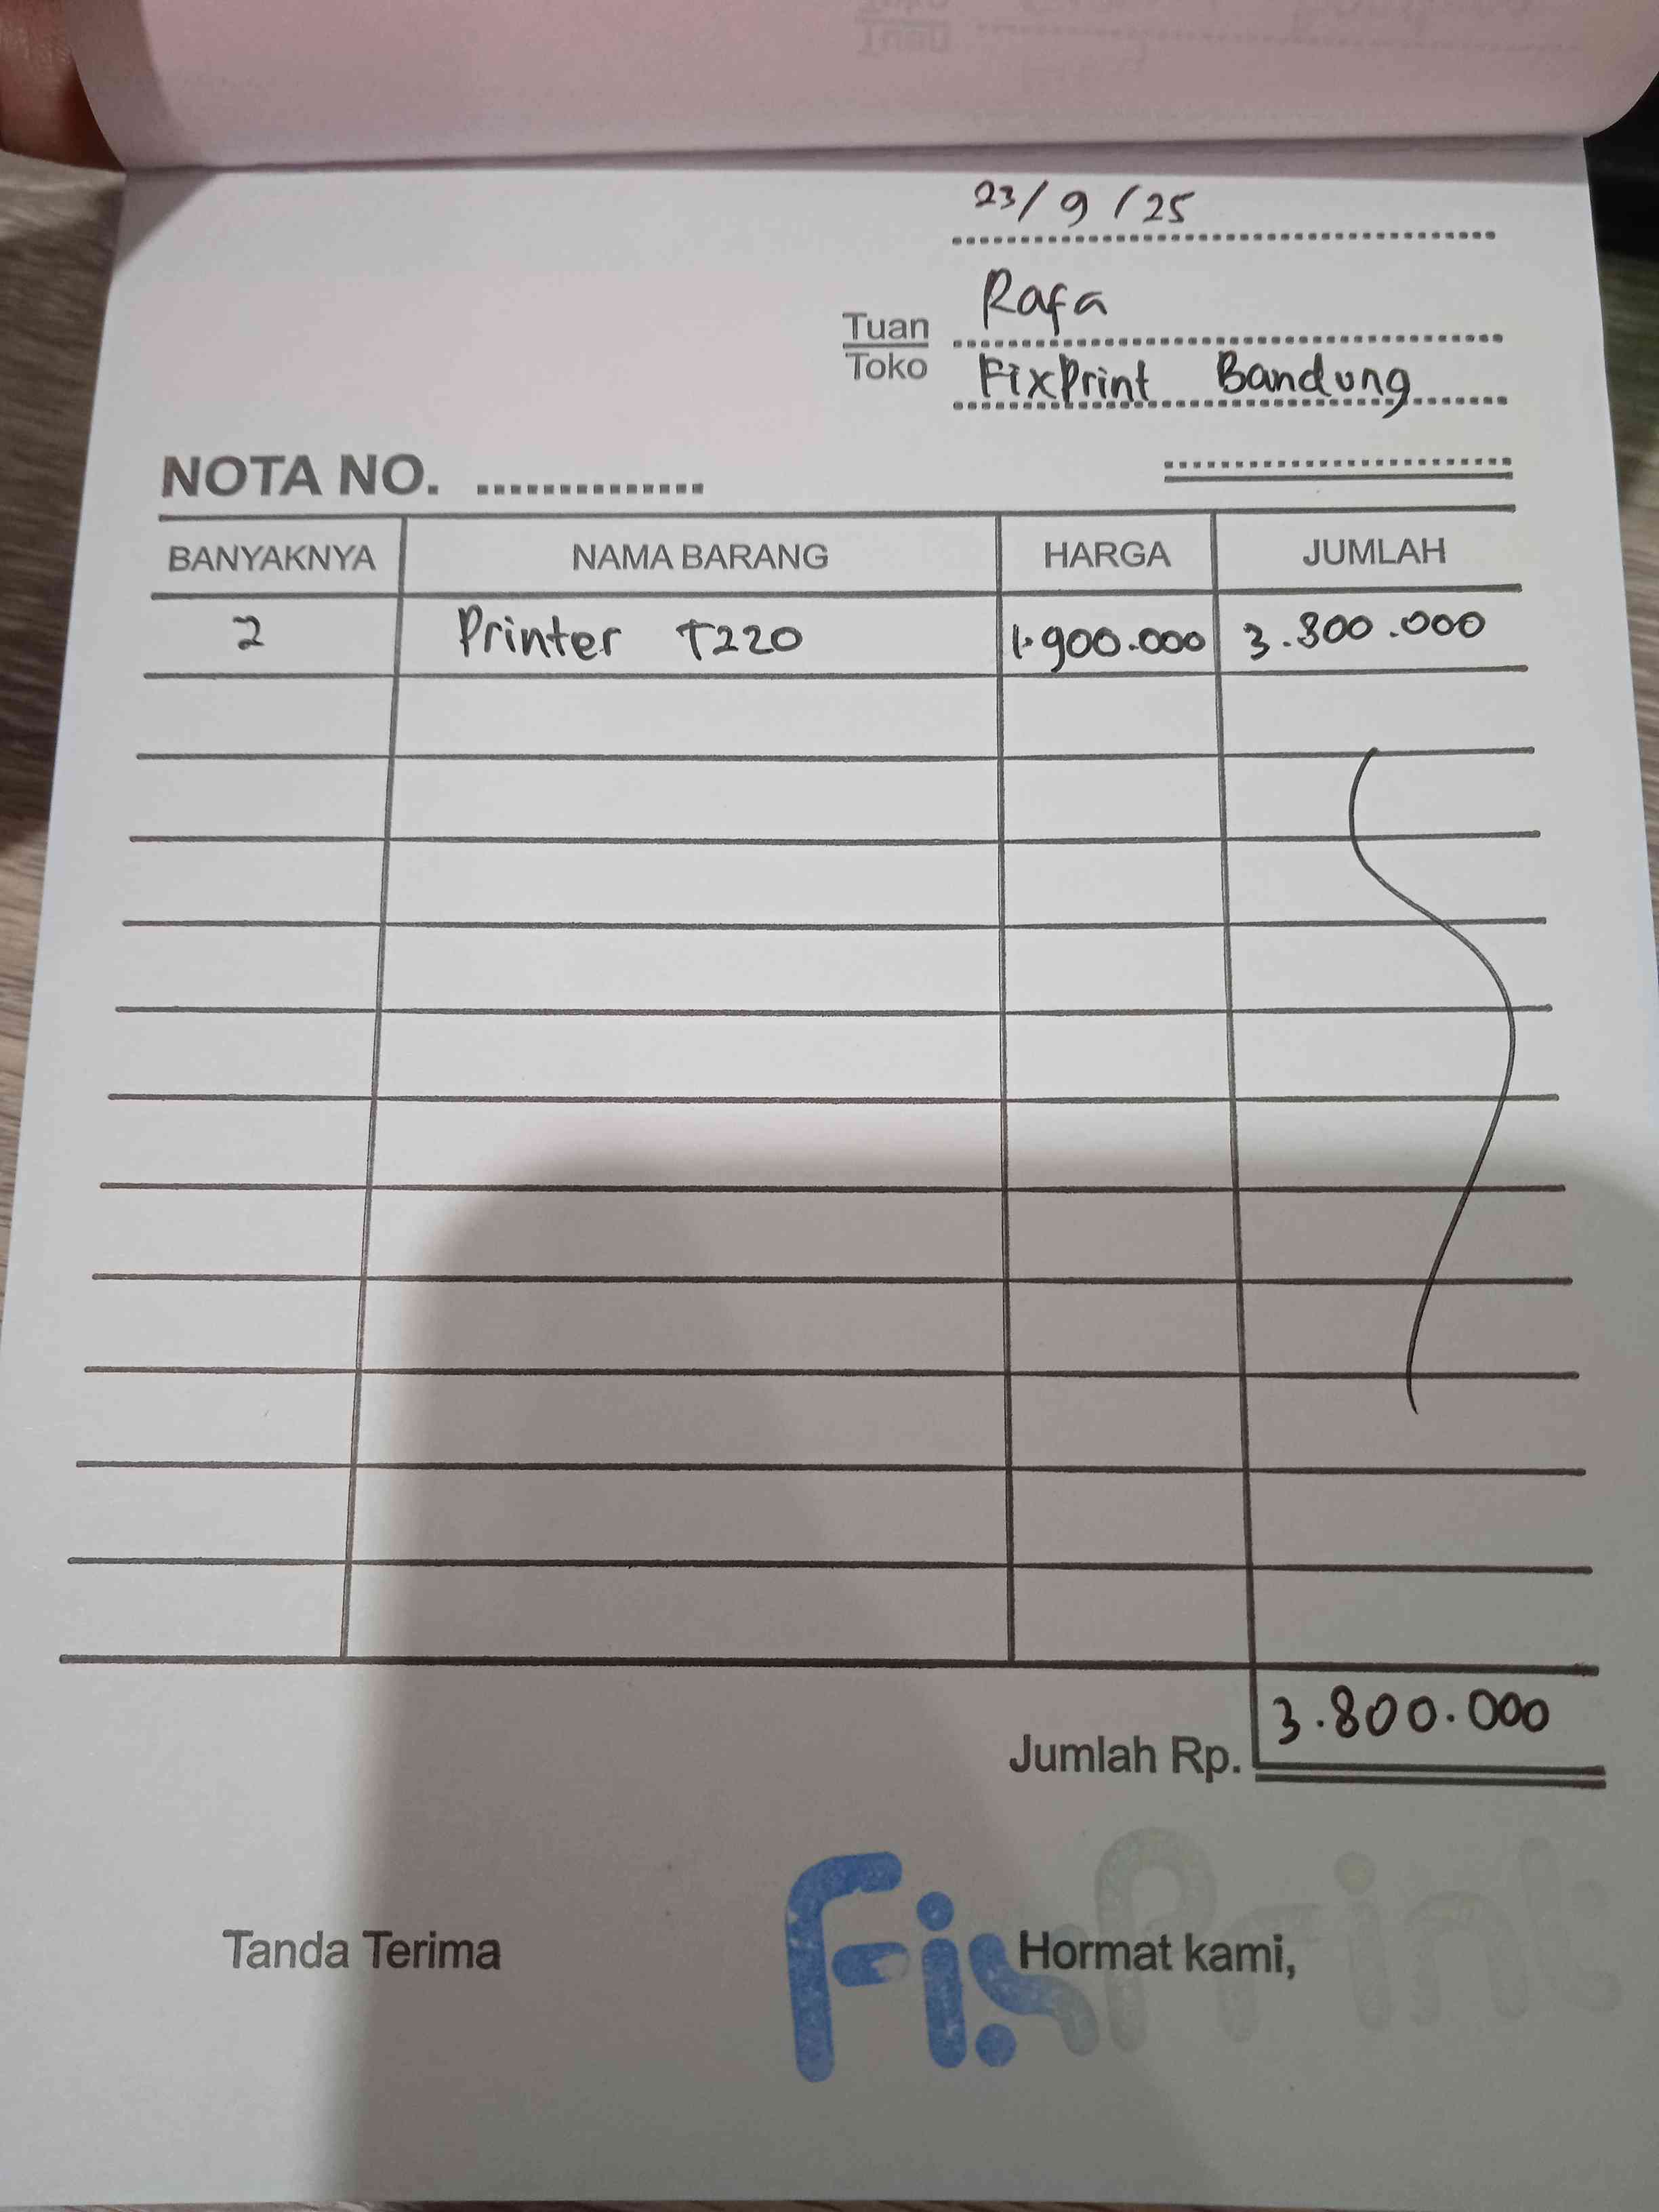 23/9/25
Tuan Rafa
Toko FixPrint Bandung
NOTA NO. ..............
BANYAKNYA NAMA BARANG HARGA JUMLAH
2 Printer T220 1.900.000 3.800.000
Jumlah Rp. 3.800.000
Tanda Terima Hormat kami,
FixPrint